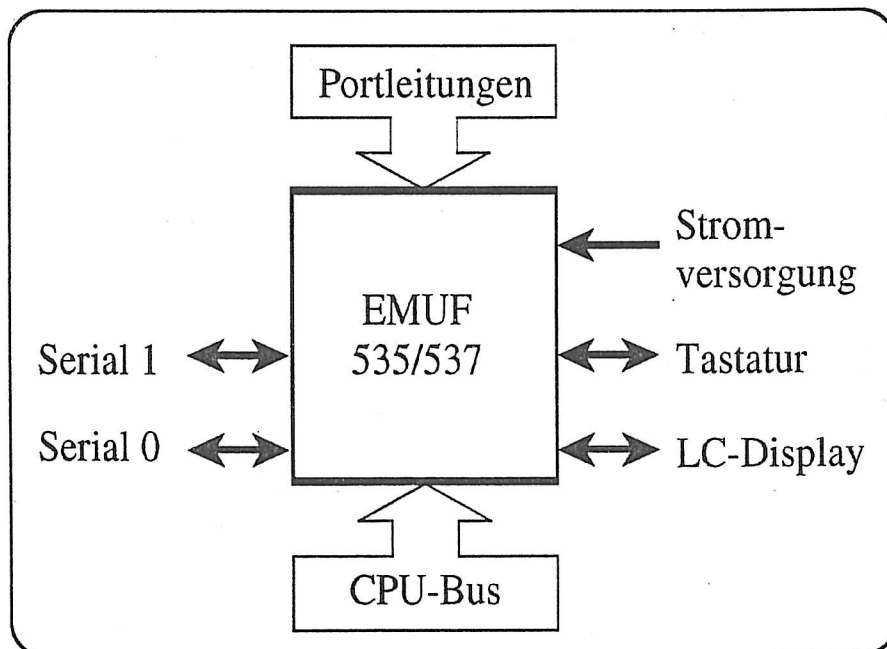 Portleitungen
Strom-
versorgung
EMUF
535/537
Serial 1
Tastatur
Serial 0
LC-Display
CPU-Bus